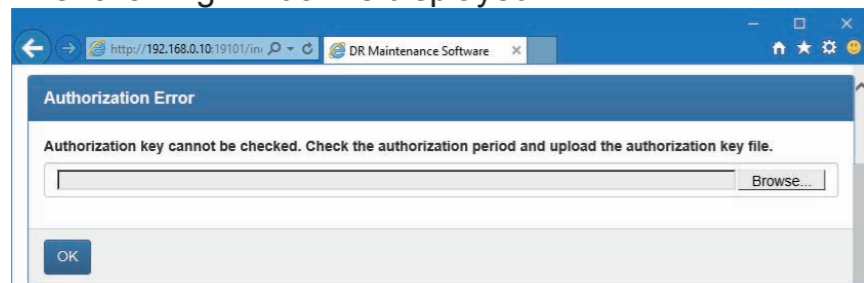 http://192.168.0.10:19101/in
DR Maintenance Software
Authorization Error
Authorization key cannot be checked. Check the authorization period and upload the authorization key file.
Browse...
OK